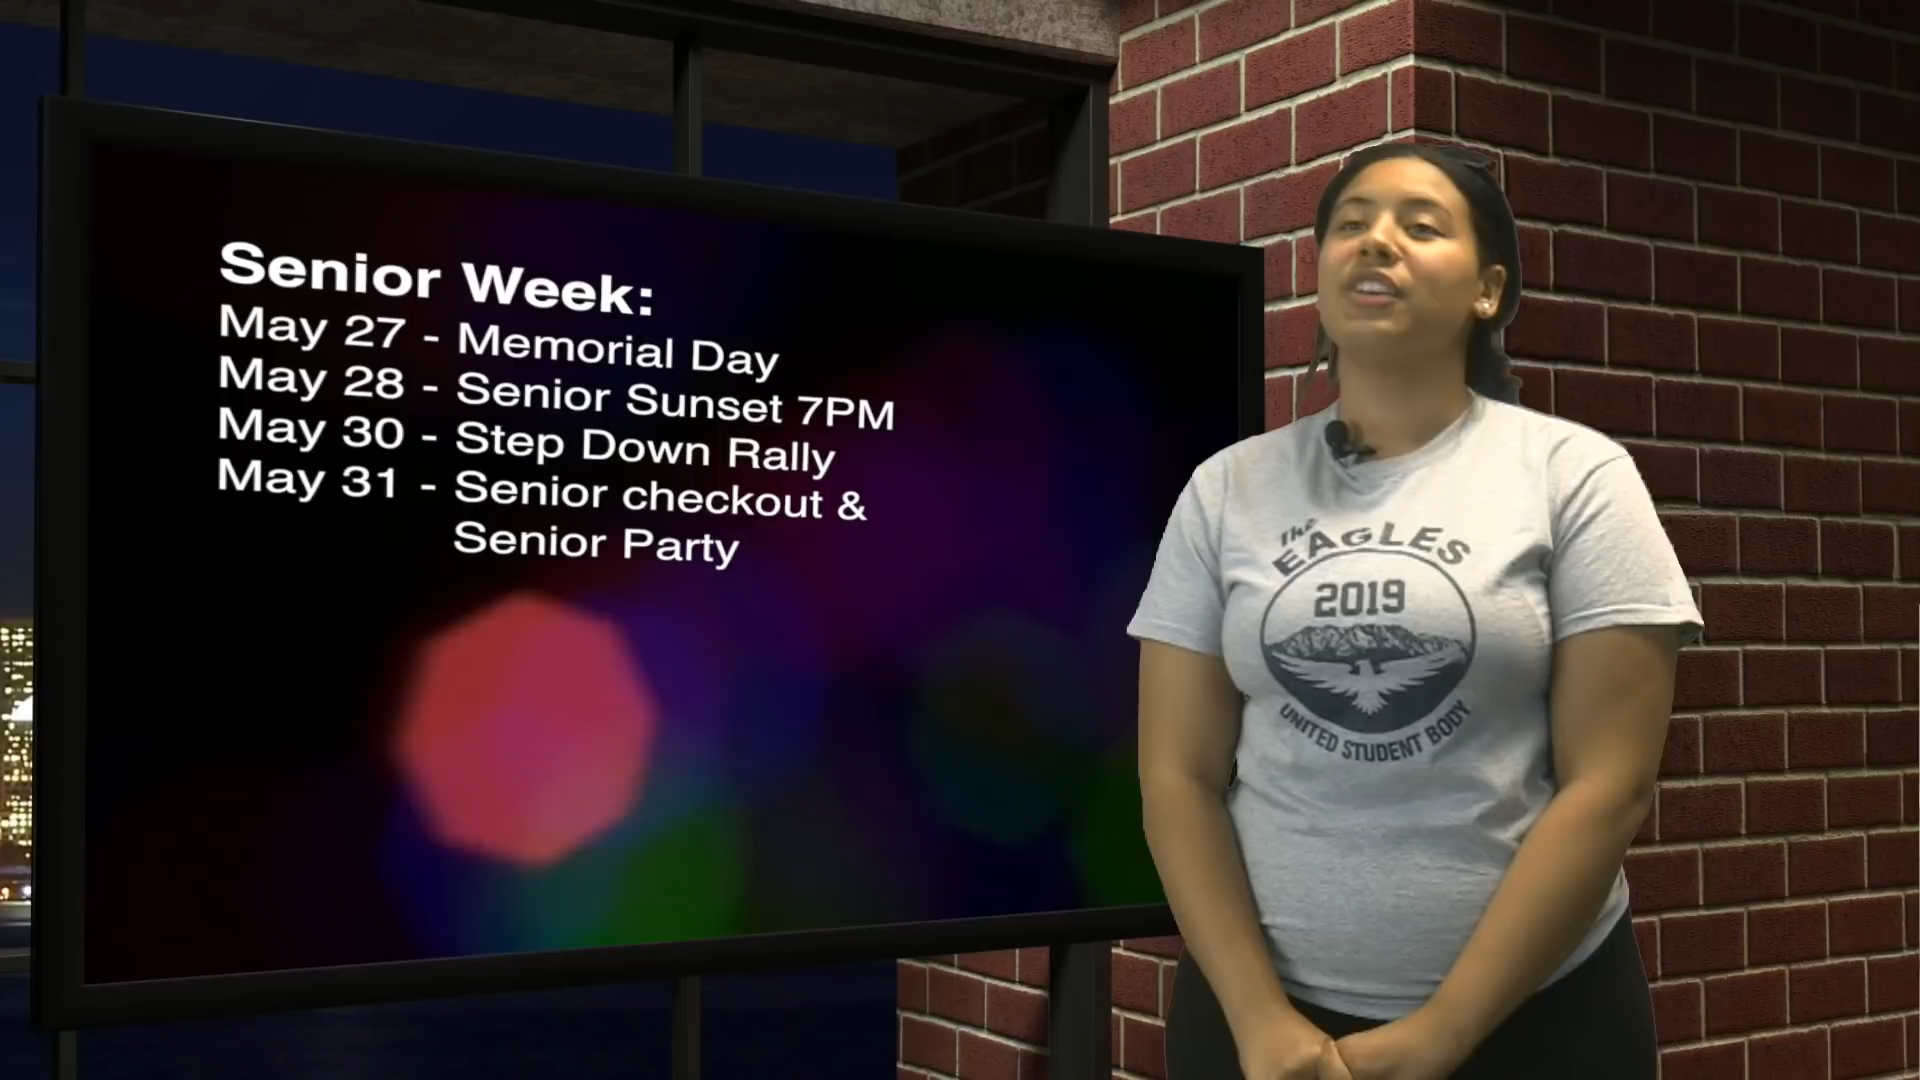 Senior Week:
May 27 - Memorial Day
May 28 - Senior Sunset 7PM
May 30 - Step Down Rally
May 31 - Senior checkout &
Senior Party
The
EAGLES
2019
UNITED STUDENT BODY